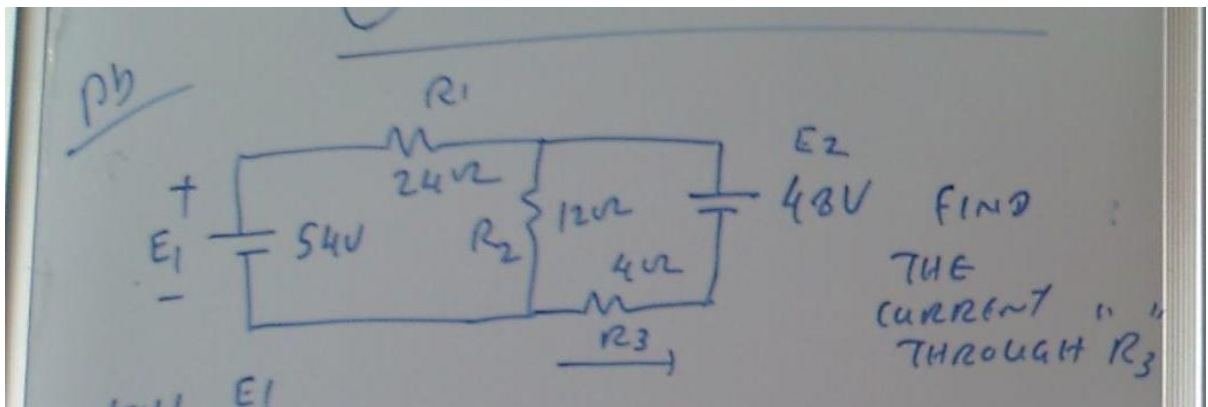 Pb
R1
24Ω
+
E1
-
54V
R2
12Ω
4Ω
R3
E2
48V
FIND
THE
CURRENT " "
THROUGH R3
E1